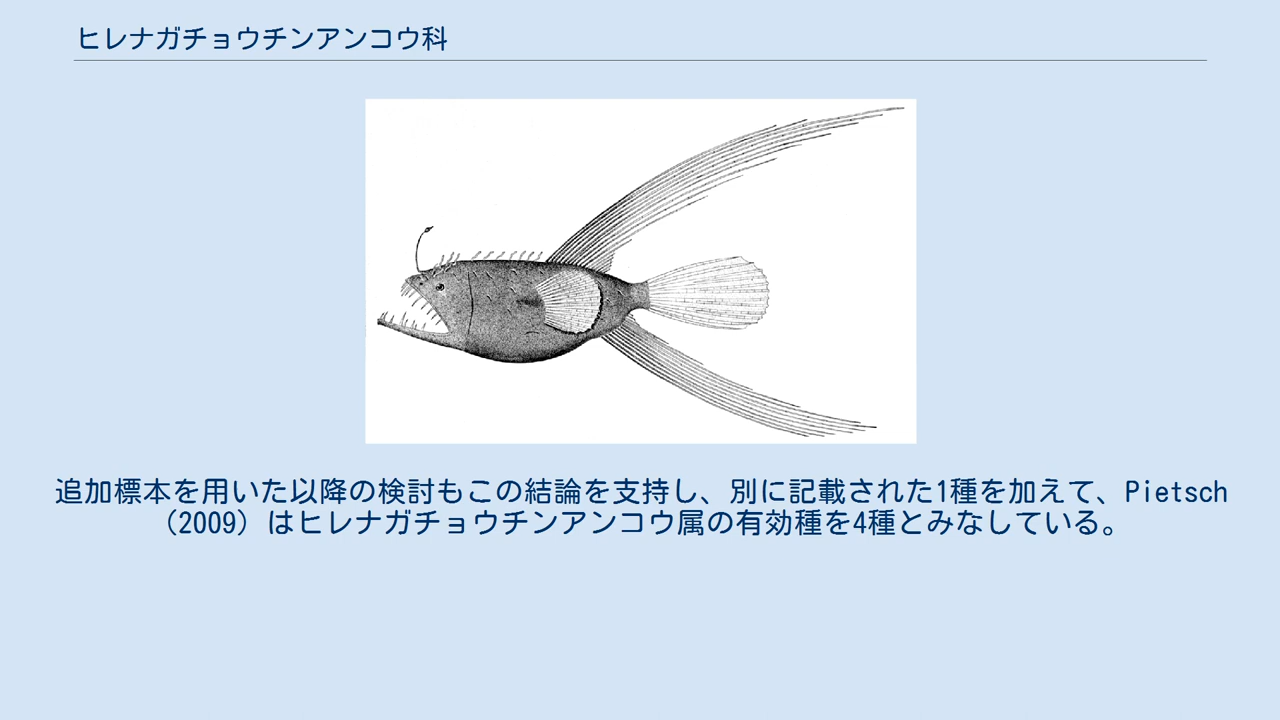 ヒレナガチョウチンアンコウ科
追加標本を用いた以降の検討もこの結論を支持し、別に記載された1種を加えて、Pietsch
（2009）はヒレナガチョウチンアンコウ属の有効種を4種とみなしている。